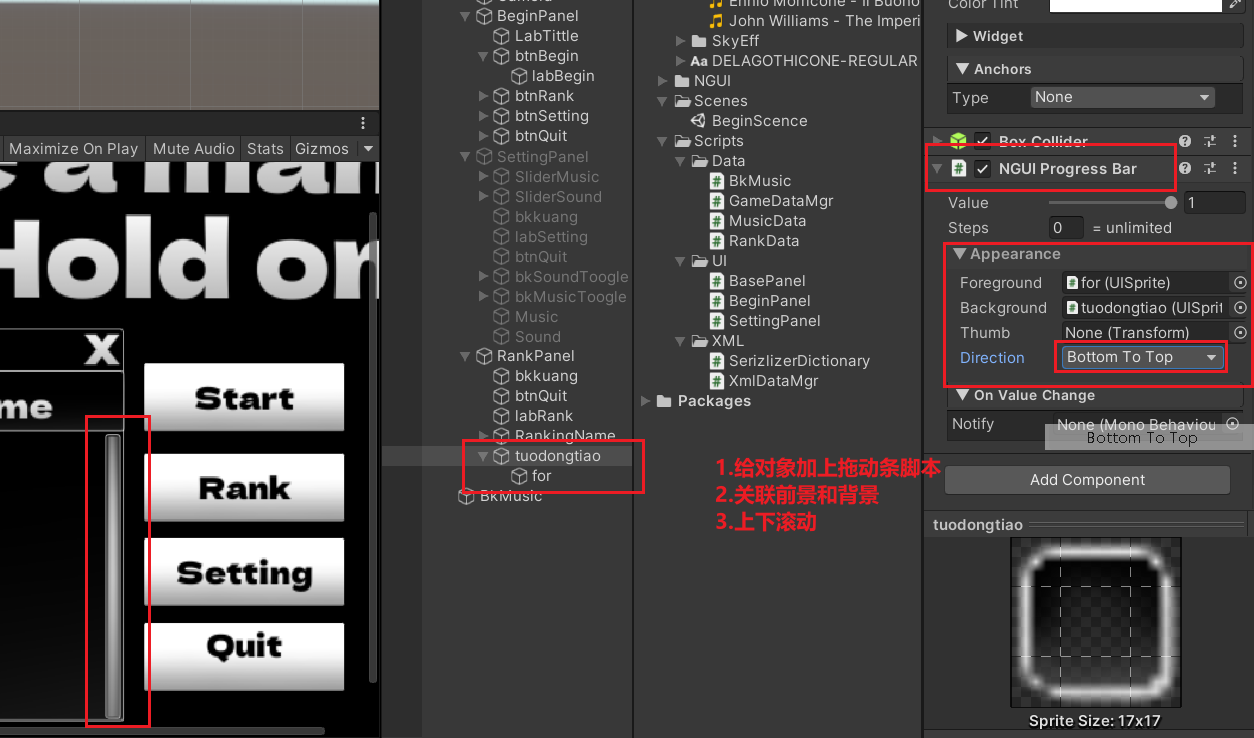 Maximize On Play Mute Audio Stats Gizmos
Hold on
X
me
Start
Rank
Setting
Quit
BeginPanel
LabTittle
btnBegin
labBegin
btnRank
btnSetting
btnQuit
SettingPanel
SliderMusic
SliderSound
bkkuang
labSetting
btnQuit
bkSoundToogle
bkMusicToogle
Music
Sound
RankPanel
bkkuang
btnQuit
labRank
RankingName
tuodongtiao
for
BkMusic
Ennio Morricone - Il Buono
John Williams - The Imperi
SkyEff
Aa DELAGOTHICONE-REGULAR
NGUI
Scenes
BeginScence
Scripts
Data
BkMusic
GameDataMgr
MusicData
RankData
UI
BasePanel
BeginPanel
SettingPanel
XML
SerizlizerDictionary
XmlDataMgr
Packages
1.给对象加上拖动条脚本
2.关联前景和背景
3.上下滚动
Color Tint
Widget
Anchors
Type None
Box Collider
# NGUI Progress Bar
Value 1
Steps 0 = unlimited
Appearance
Foreground for (UISprite)
Background tuodongtiao (UISprit
Thumb None (Transform)
Direction Bottom To Top
On Value Change
Notify None (Mono Behaviou
Bottom To Top
Add Component
tuodongtiao
Sprite Size: 17x17